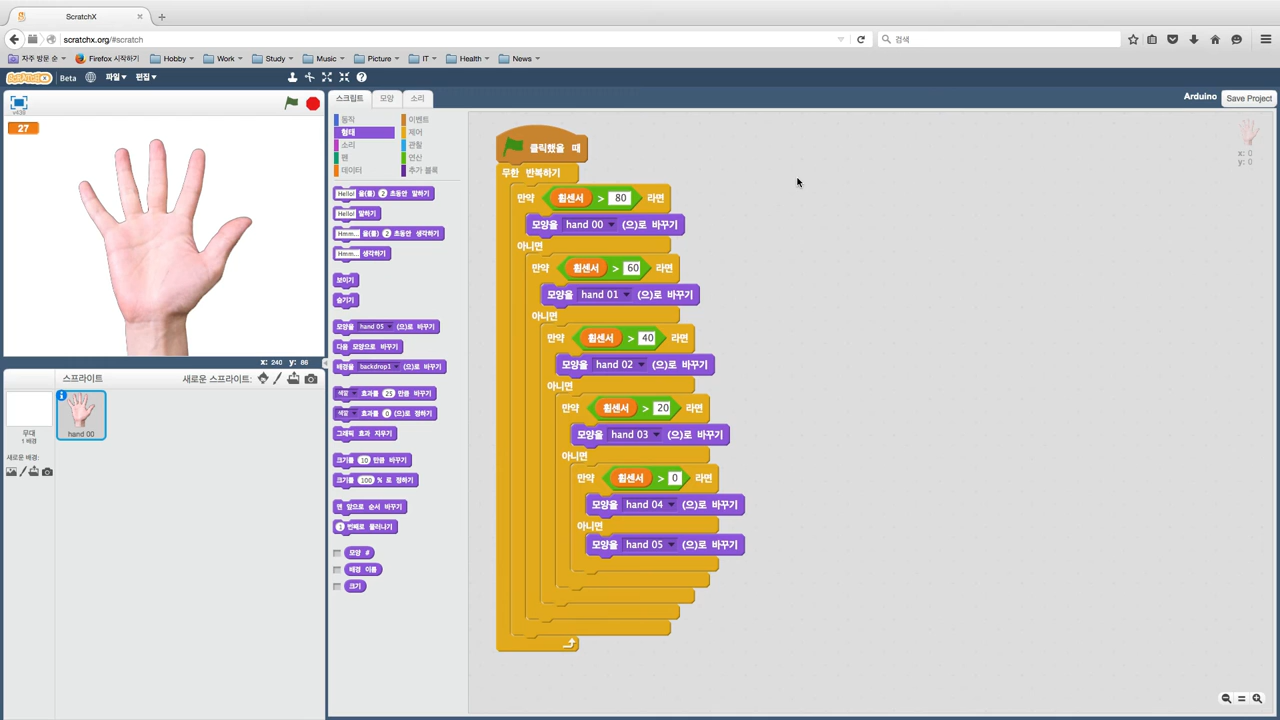 ScratchX
scratchx.org/#scratch
검색
자주 방문 순
Firefox 시작하기
Hobby
Work
Study
Music
Picture
IT
Health
News
SCRATCHX
Beta
파일
편집
v438
27
x: 240 y: 86
스프라이트
새로운 스프라이트:
무대
1 배경
새로운 배경:
hand 00
스크립트
모양
소리
동작
이벤트
형태
제어
소리
관찰
펜
연산
데이터
추가 블록
Hello! 을(를) 2 초동안 말하기
Hello! 말하기
Hmm... 을(를) 2 초동안 생각하기
Hmm... 생각하기
보이기
숨기기
모양을 hand 05 (으)로 바꾸기
다음 모양으로 바꾸기
배경을 backdrop1 (으)로 바꾸기
색깔 효과를 25 만큼 바꾸기
색깔 효과를 0 (으)로 정하기
그래픽 효과 지우기
크기를 10 만큼 바꾸기
크기를 100 % 로 정하기
맨 앞으로 순서 바꾸기
1 번째로 물러나기
모양 #
배경 이름
크기
Arduino
Save Project
x: 0
y: 0
클릭했을 때
무한 반복하기
만약 휨센서 > 80 라면
모양을 hand 00 (으)로 바꾸기
아니면
만약 휨센서 > 60 라면
모양을 hand 01 (으)로 바꾸기
아니면
만약 휨센서 > 40 라면
모양을 hand 02 (으)로 바꾸기
아니면
만약 휨센서 > 20 라면
모양을 hand 03 (으)로 바꾸기
아니면
만약 휨센서 > 0 라면
모양을 hand 04 (으)로 바꾸기
아니면
모양을 hand 05 (으)로 바꾸기